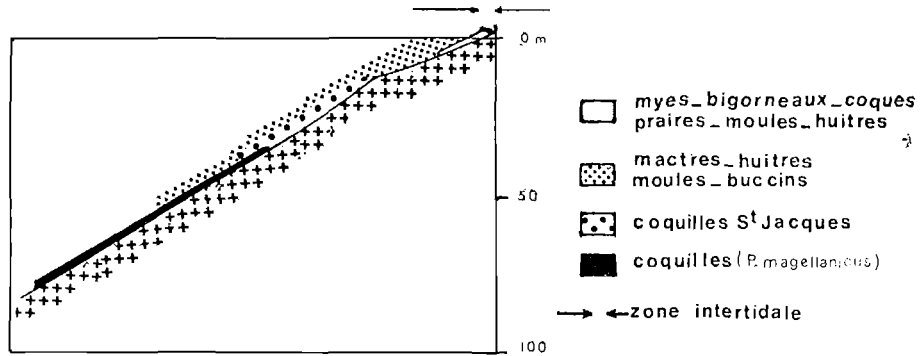 0 m
50
100
myes_bigorneaux_coques
praires_moules_huitres
mactres_huitres
moules_buccins
coquilles St Jacques
coquilles (P. magellanicus)
zone intertidale